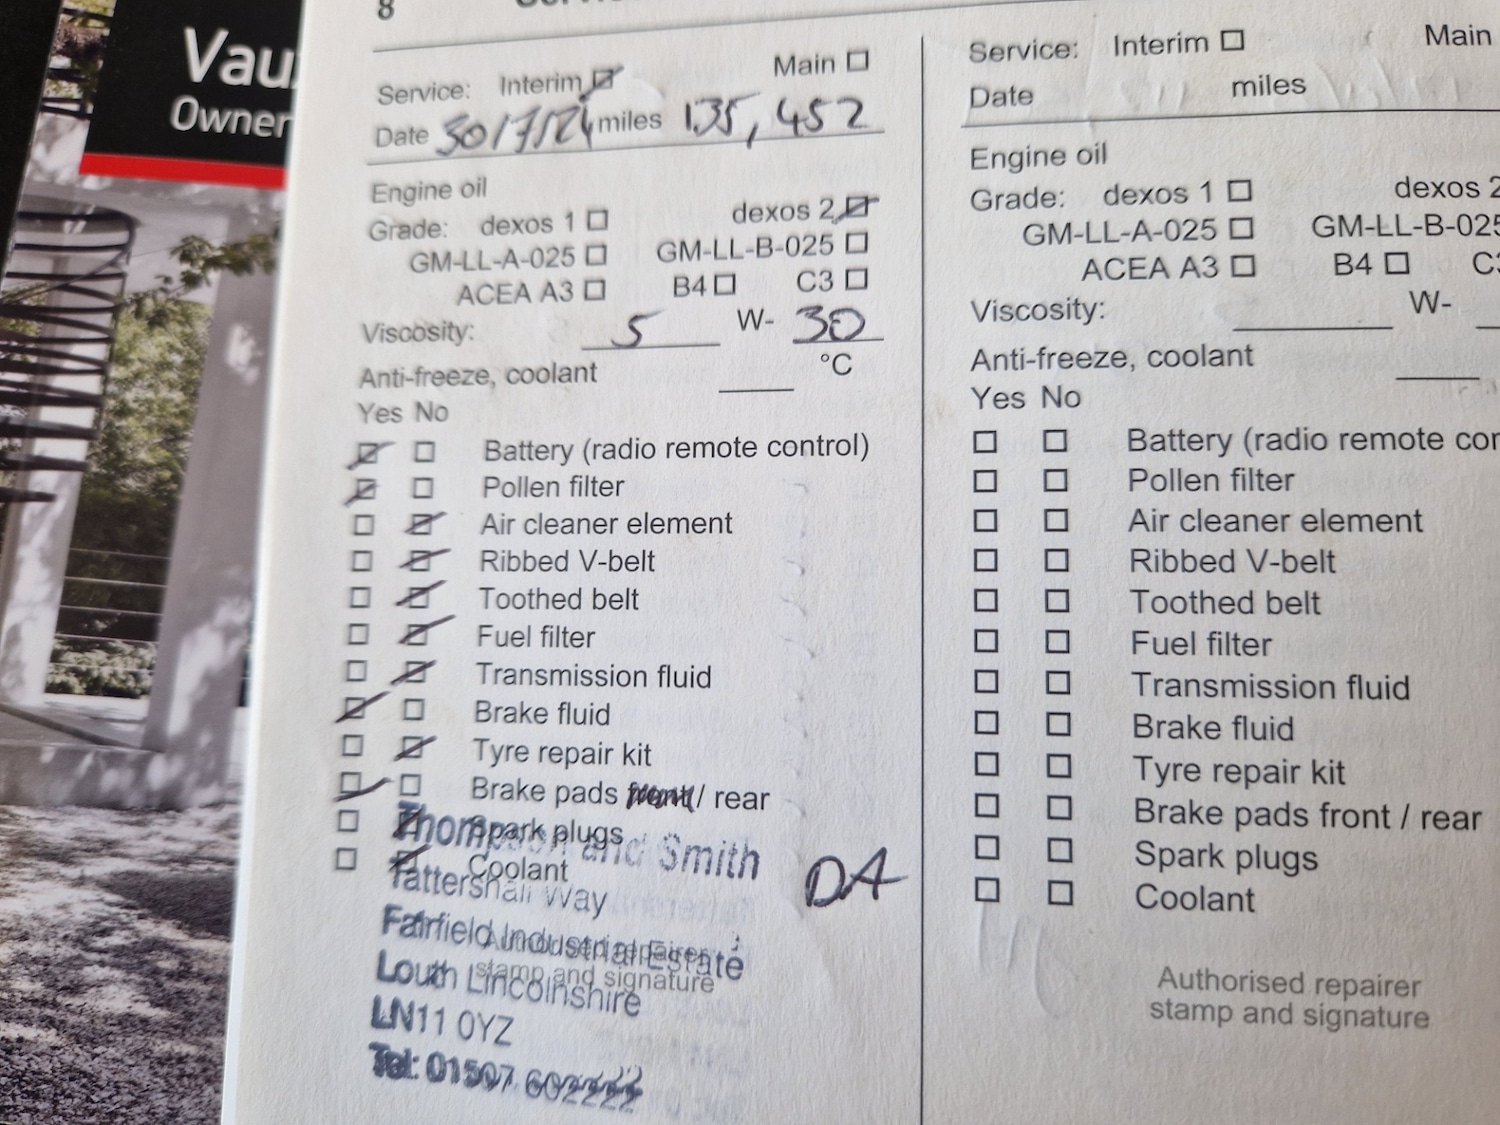 8
Vau
Owner
Service: Interim Main
Date 30/7/24 miles 135,452
Engine oil
Grade: dexos 1 dexos 2
GM-LL-A-025 GM-LL-B-025
ACEA A3 B4 C3
Viscosity: 5 W- 30
Anti-freeze, coolant °C
Yes No
Battery (radio remote control)
Pollen filter
Air cleaner element
Ribbed V-belt
Toothed belt
Fuel filter
Transmission fluid
Brake fluid
Tyre repair kit
Brake pads front / rear
Spark plugs
Coolant
Authorised repairer
stamp and signature
Thompson and Smith
Tattershall Way
Fairfield Industrial Estate
Louth Lincolnshire
LN11 0YZ
Tel: 01507 602222
DA
Service: Interim Main
Date miles
Engine oil
Grade: dexos 1 dexos 2
GM-LL-A-025 GM-LL-B-025
ACEA A3 B4 C3
Viscosity: W-
Anti-freeze, coolant
Yes No
Battery (radio remote cor
Pollen filter
Air cleaner element
Ribbed V-belt
Toothed belt
Fuel filter
Transmission fluid
Brake fluid
Tyre repair kit
Brake pads front / rear
Spark plugs
Coolant
Authorised repairer
stamp and signature